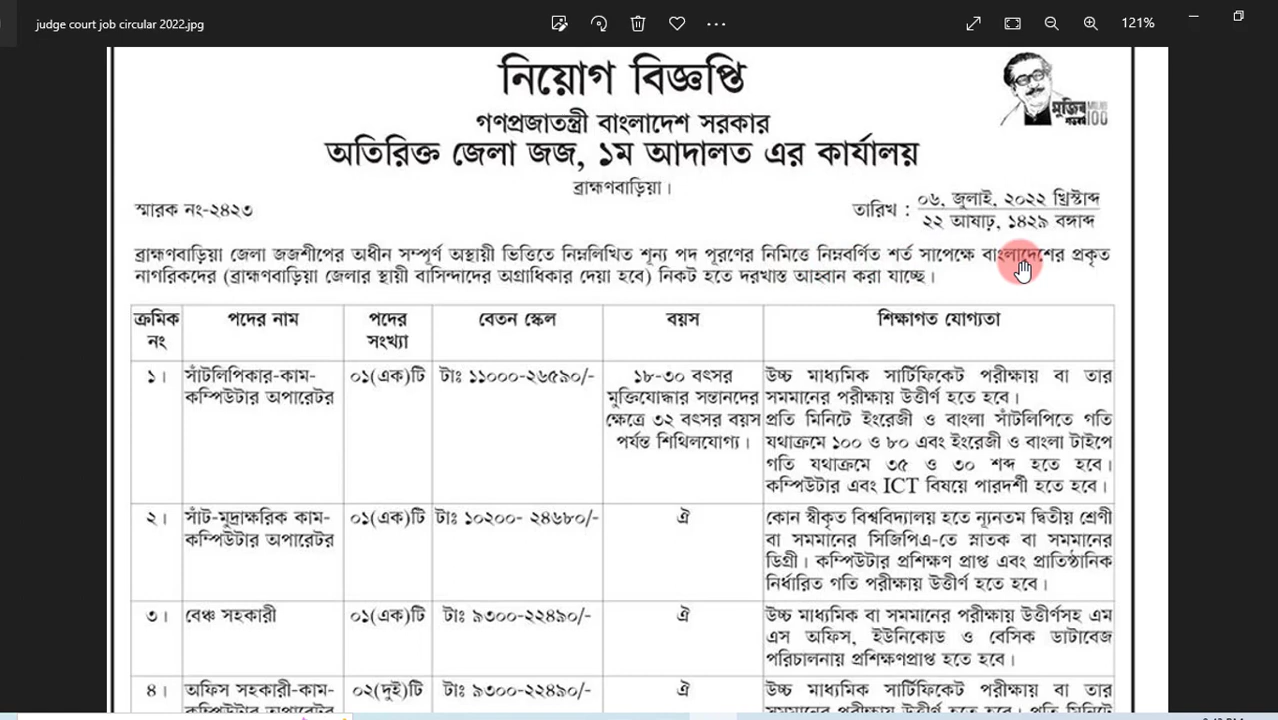 judge court job circular 2022.jpg
121%
নিয়োগ বিজ্ঞপ্তি
মুজিব
শতবর্ষ
100
গণপ্রজাতন্ত্রী বাংলাদেশ সরকার
অতিরিক্ত জেলা জজ, ১ম আদালত এর কার্যালয়
ব্রাহ্মণবাড়িয়া।
স্মারক নং-২৪২৩
তারিখ : ০৬, জুলাই, ২০২২ খ্রিস্টাব্দ
২২ আষাঢ়, ১৪২৯ বঙ্গাব্দ
ব্রাহ্মণবাড়িয়া জেলা জজশীপের অধীন সম্পূর্ণ অস্থায়ী ভিত্তিতে নিম্নলিখিত শূন্য পদ পূরণের নিমিত্তে নিম্নবর্ণিত শর্ত সাপেক্ষে বাংলাদেশের প্রকৃত
নাগরিকদের (ব্রাহ্মণবাড়িয়া জেলার স্থায়ী বাসিন্দাদের অগ্রাধিকার দেয়া হবে) নিকট হতে দরখাস্ত আহ্বান করা যাচ্ছে।
ক্রমিক নং
পদের নাম
পদের সংখ্যা
বেতন স্কেল
বয়স
শিক্ষাগত যোগ্যতা
১।
সাঁটলিপিকার-কাম-
কম্পিউটার অপারেটর
০১(এক)টি
টাঃ ১১০০০-২৬৫৯০/-
১৮-৩০ বৎসর
মুক্তিযোদ্ধার সন্তানদের
ক্ষেত্রে ৩২ বৎসর বয়স
পর্যন্ত শিথিলযোগ্য।
উচ্চ মাধ্যমিক সার্টিফিকেট পরীক্ষায় বা তার
সমমানের পরীক্ষায় উত্তীর্ণ হতে হবে।
প্রতি মিনিটে ইংরেজী ও বাংলা সাঁটলিপিতে গতি
যথাক্রমে ১০০ ও ৮০ এবং ইংরেজী ও বাংলা টাইপে
গতি যথাক্রমে ৩৫ ও ৩০ শব্দ হতে হবে।
কম্পিউটার এবং ICT বিষয়ে পারদর্শী হতে হবে।
২।
সাঁট-মুদ্রাক্ষরিক কাম-
কম্পিউটার অপারেটর
০১(এক)টি
টাঃ ১০২০০- ২৪৬৮০/-
ঐ
কোন স্বীকৃত বিশ্ববিদ্যালয় হতে ন্যূনতম দ্বিতীয় শ্রেণী
বা সমমানের সিজিপিএ-তে স্নাতক বা সমমানের
ডিগ্রী। কম্পিউটার প্রশিক্ষণ প্রাপ্ত এবং প্রাতিষ্ঠানিক
নির্ধারিত গতি পরীক্ষায় উত্তীর্ণ হতে হবে।
৩।
বেঞ্চ সহকারী
০১(এক)টি
টাঃ ৯৩০০-২২৪৯০/-
ঐ
উচ্চ মাধ্যমিক বা সমমানের পরীক্ষায় উত্তীর্ণসহ এম
এস অফিস, ইউনিকোড ও বেসিক ডাটাবেজ
পরিচালনায় প্রশিক্ষণপ্রাপ্ত হতে হবে।
৪।
অফিস সহকারী-কাম-
০২(দুই)টি
টাঃ ৯৩০০-২২৪৯০/-
ঐ
উচ্চ মাধ্যমিক সার্টিফিকেট পরীক্ষায় বা তার